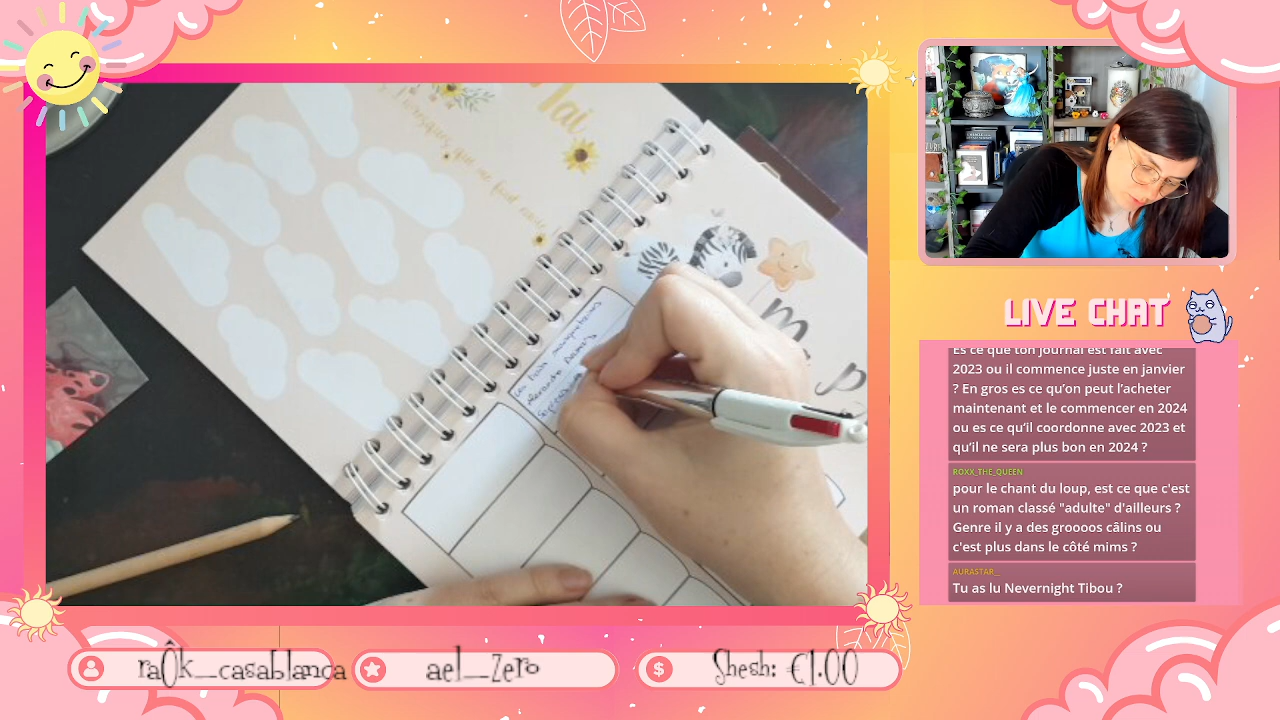 Mai
LIVE CHAT
Es ce que ton journal est fait avec
2023 ou il commence juste en janvier
? En gros es ce qu'on peut l'acheter
maintenant et le commencer en 2024
ou es ce qu'il coordonne avec 2023 et
qu'il ne sera plus bon en 2024 ?
ROXX_THE_QUEEN
pour le chant du loup, est ce que c'est
un roman classé "adulte" d'ailleurs ?
Genre il y a des groooos câlins ou
c'est plus dans le côté mims ?
AURASTAR_
Tu as lu Nevernight Tibou ?
raÔk_casablanca
ael_Zero
Shesh: €1.00